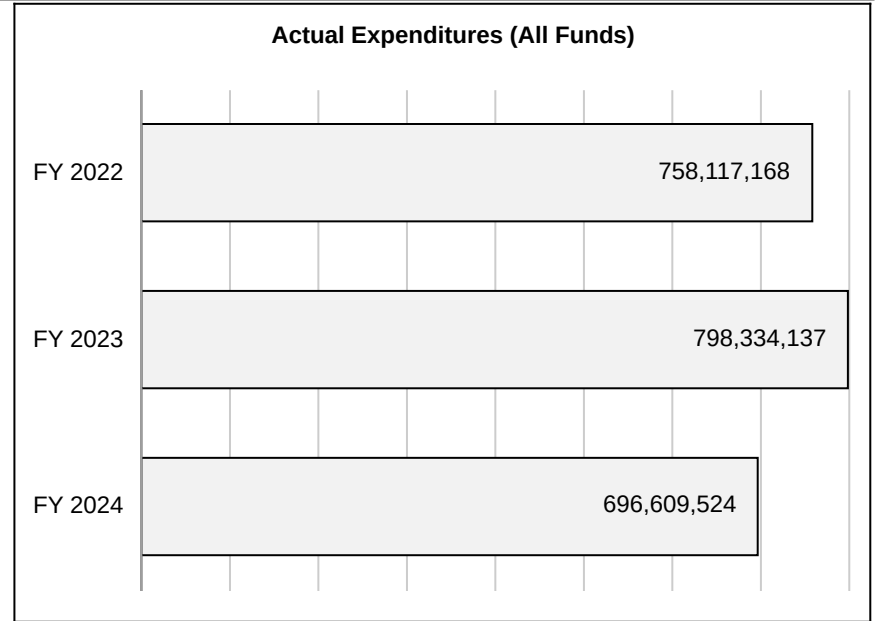 Actual Expenditures (All Funds)
FY 2022
758,117,168
FY 2023
798,334,137
FY 2024
696,609,524